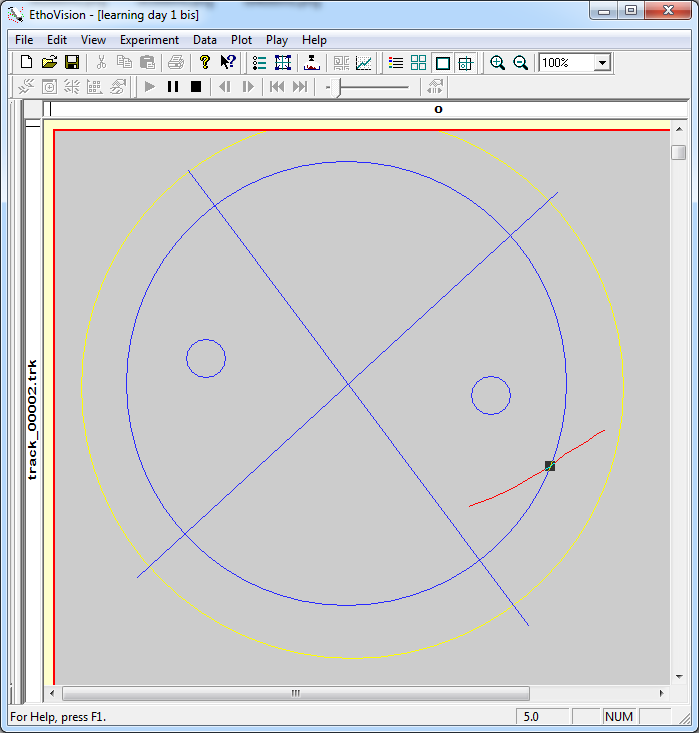 EthoVision - [learning day 1 bis]
File Edit View Experiment Data Plot Play Help
100%
O
track_00002.trk
For Help, press F1.
5.0
NUM